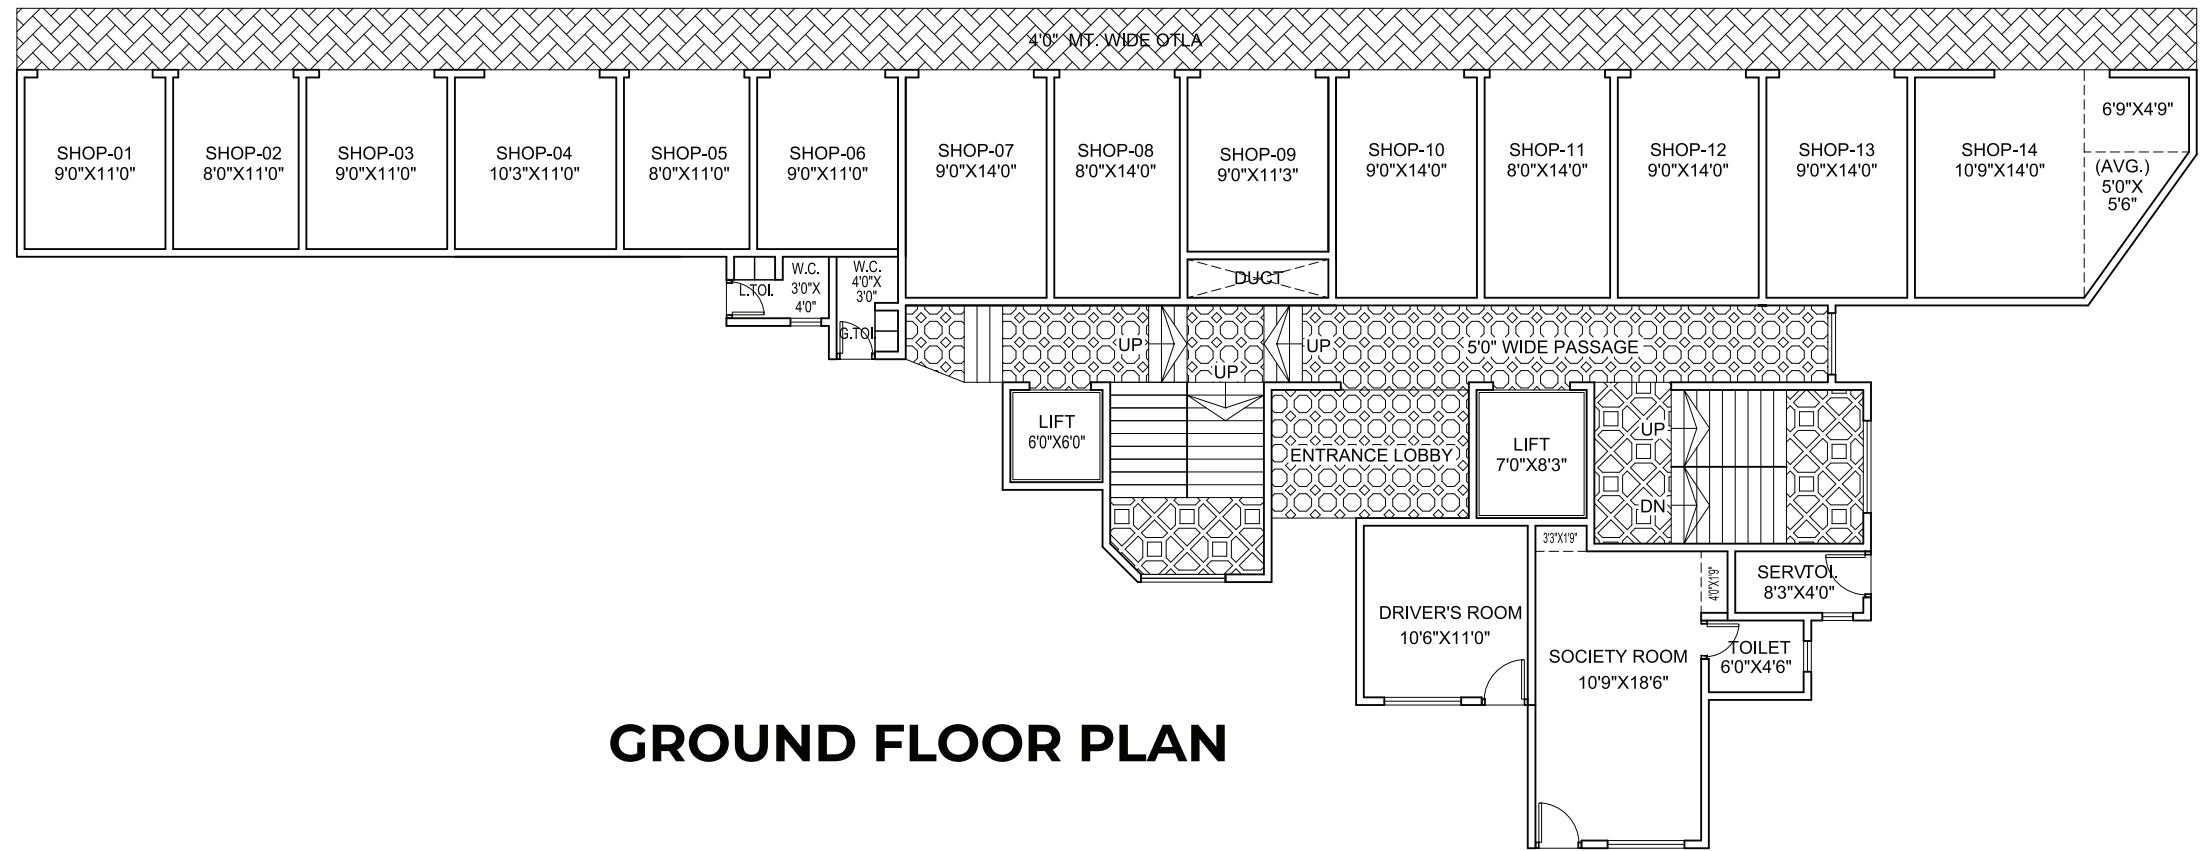 4'0" MT. WIDE OTLA
SHOP-01
9'0"X11'0"
SHOP-02
8'0"X11'0"
SHOP-03
9'0"X11'0"
SHOP-04
10'3"X11'0"
SHOP-05
8'0"X11'0"
SHOP-06
9'0"X11'0"
SHOP-07
9'0"X14'0"
SHOP-08
8'0"X14'0"
SHOP-09
9'0"X11'3"
SHOP-10
9'0"X14'0"
SHOP-11
8'0"X14'0"
SHOP-12
9'0"X14'0"
SHOP-13
9'0"X14'0"
SHOP-14
10'9"X14'0"
6'9"X4'9"
(AVG.)
5'0"X
5'6"
L.TOI.
W.C.
3'0"X
4'0"
W.C.
4'0"X
3'0"
G.TOI.
DUCT
UP
UP
UP
5'0" WIDE PASSAGE
LIFT
6'0"X6'0"
ENTRANCE LOBBY
LIFT
7'0"X8'3"
UP
DN
3'3"X1'9"
4'0"X1'9"
SERV.TOI.
8'3"X4'0"
DRIVER'S ROOM
10'6"X11'0"
SOCIETY ROOM
10'9"X18'6"
TOILET
6'0"X4'6"
GROUND FLOOR PLAN